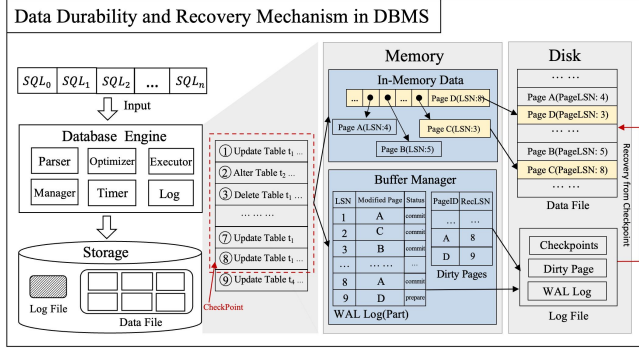 Data Durability and Recovery Mechanism in DBMS
SQL0 SQL1 SQL2 ... SQLn
Input
Database Engine
Parser Optimizer Executor
Manager Timer Log
Storage
Log File
Data File
① Update Table t1 ...
② Alter Table t2 ...
③ Delete Table t1 ...
... ... ...
⑦ Update Table t1
⑧ Update Table t1 ...
⑨ Update Table t4 ...
CheckPoint
Memory
In-Memory Data
... ... Page D(LSN:8)
Page A(LSN:4)
Page C(LSN:3)
Page B(LSN:5)
Buffer Manager
LSN Modified Page Status
1 A commit
2 C commit
3 B commit
... ... ... ...
8 A commit
9 D prepare
WAL Log(Part)
PageID RecLSN
... ...
A 8
D 9
Dirty Pages
Disk
... ...
Page A(PageLSN: 4)
Page D(PageLSN: 3)
... ...
Page B(PageLSN: 5)
Page C(PageLSN: 8)
... ...
Data File
Checkpoints
Dirty Page
WAL Log
Log File
Recovery from Checkpoint